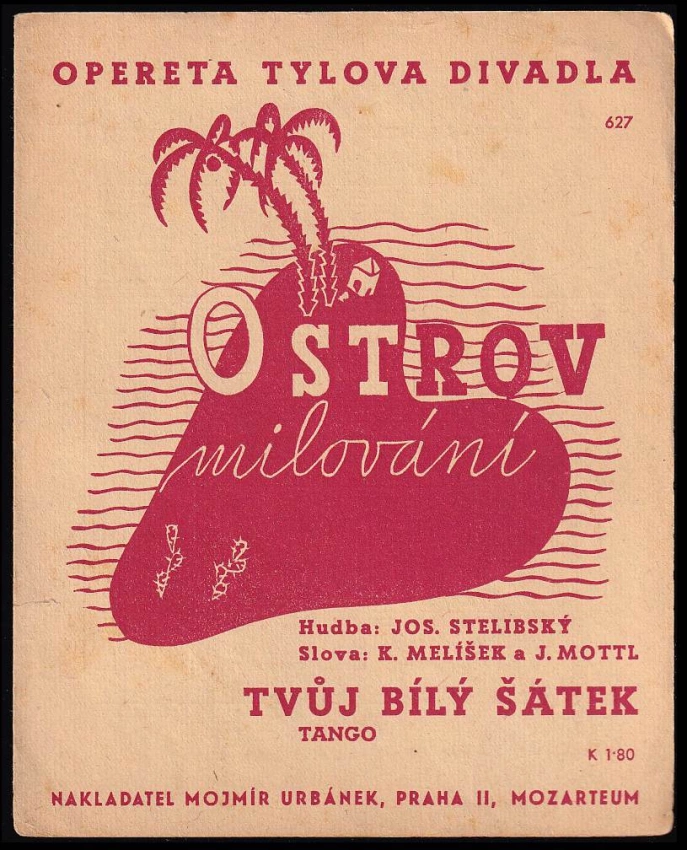 OPERETA TYLOVA DIVADLA
627
OSTROV
milování
Hudba: JOS. STELIBSKÝ
Slova: K. MELÍŠEK a J. MOTTL
TVŮJ BÍLÝ ŠÁTEK
TANGO
K 1·80
NAKLADATEL MOJMÍR URBÁNEK, PRAHA II, MOZARTEUM